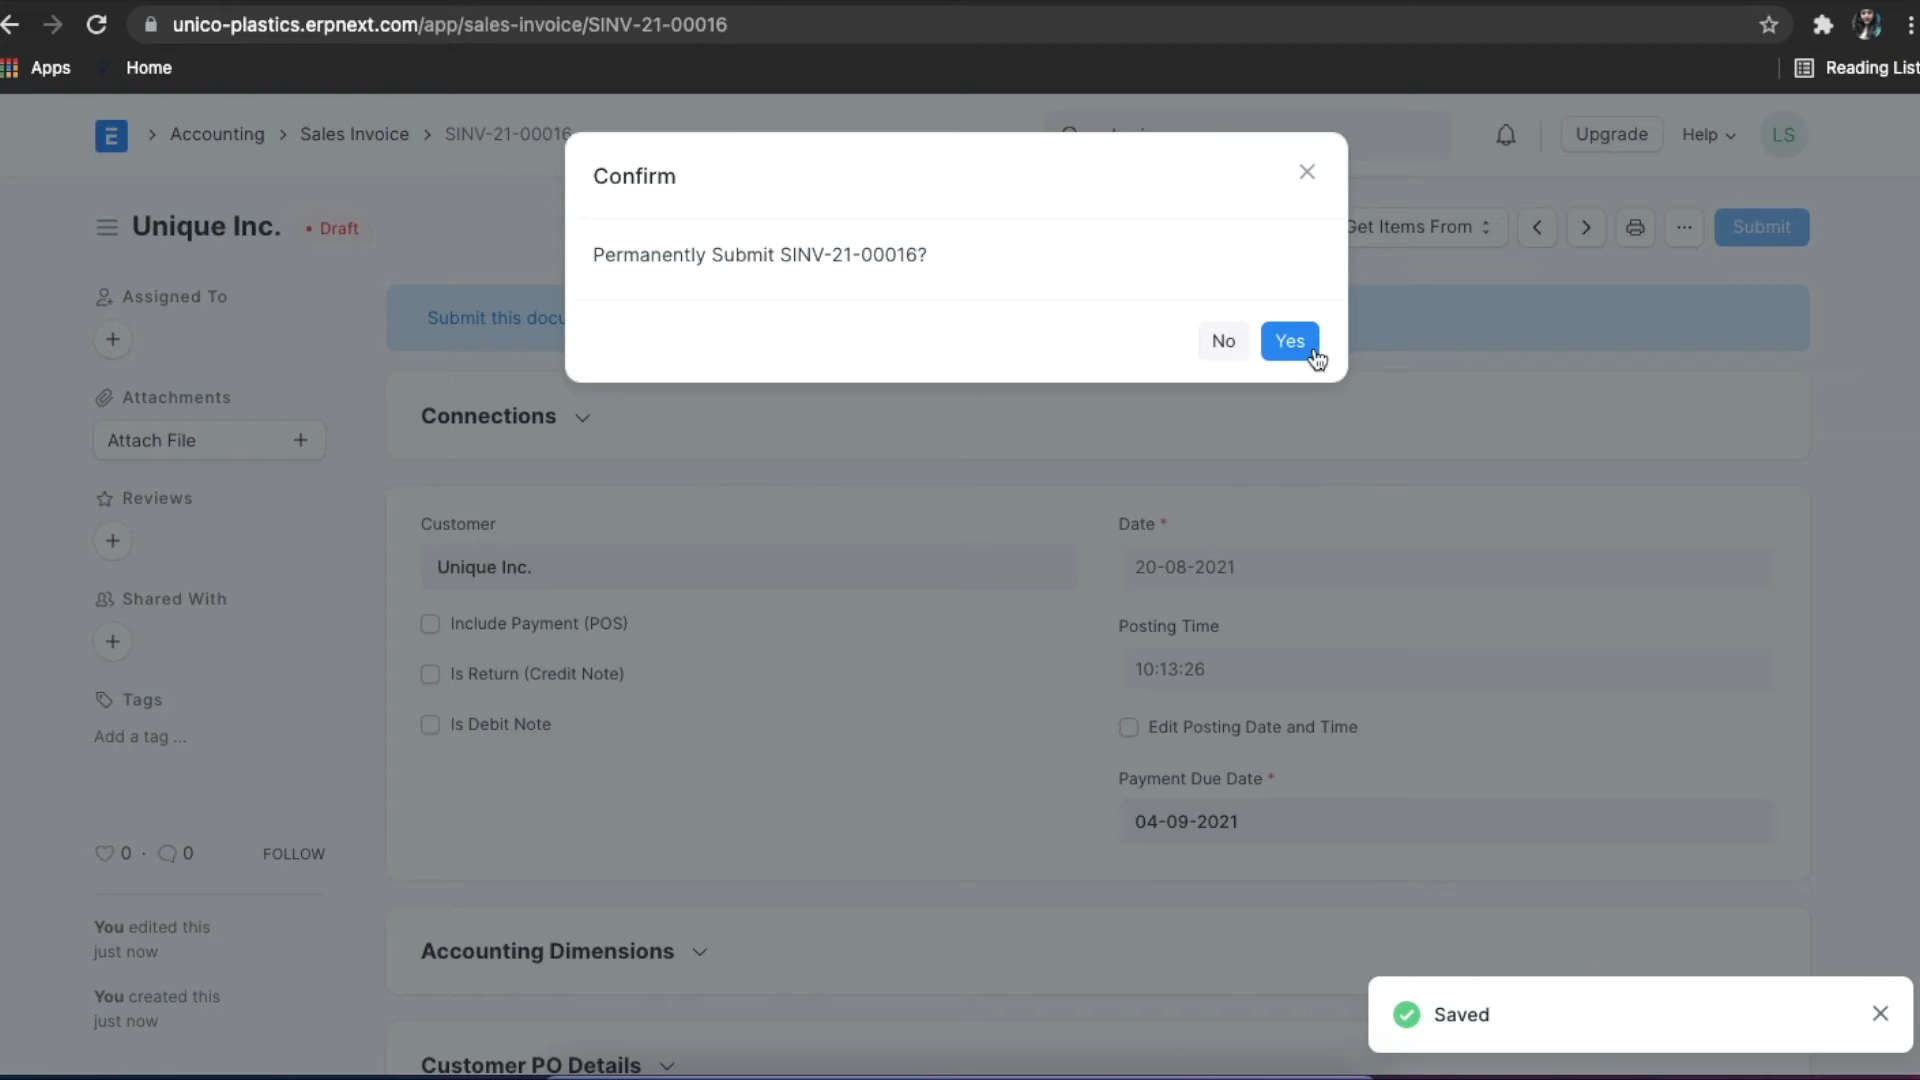 unico-plastics.erpnext.com/app/sales-invoice/SINV-21-00016
Apps
Home
Reading List
E
Accounting
Sales Invoice
SINV-21-00016
Upgrade
Help
LS
Confirm
Permanently Submit SINV-21-00016?
No
Yes
Unique Inc.
Draft
Get Items From
Submit
Assigned To
Submit this docu
Attachments
Attach File
Connections
Reviews
Shared With
Tags
Add a tag ...
Customer
Unique Inc.
Include Payment (POS)
Is Return (Credit Note)
Is Debit Note
Date *
20-08-2021
Posting Time
10:13:26
Edit Posting Date and Time
Payment Due Date *
04-09-2021
0 · 0
FOLLOW
You edited this
just now
You created this
just now
Accounting Dimensions
Customer PO Details
Saved